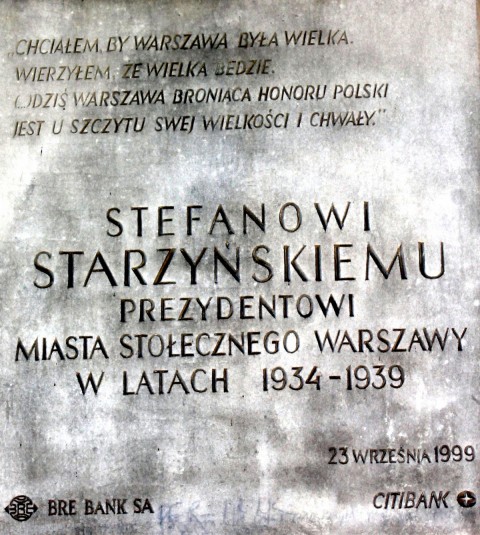 „CHCIAŁEM, BY WARSZAWA BYŁA WIELKA.
WIERZYŁEM, ŻE WIELKA BĘDZIE.
I DZIŚ WARSZAWA BRONIĄCA HONORU POLSKI
JEST U SZCZYTU SWEJ WIELKOŚCI I CHWAŁY."
STEFANOWI
STARZYŃSKIEMU
PREZYDENTOWI
MIASTA STOŁECZNEGO WARSZAWY
W LATACH 1934-1939
23 WRZEŚNIA 1999
BRE BANK SA
CITIBANK